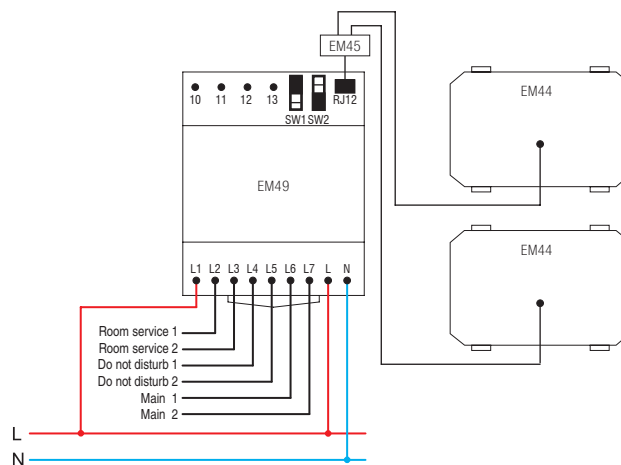 EM45
EM44
10 11 12 13 SW1 SW2 RJ12
EM49
EM44
L1 L2 L3 L4 L5 L6 L7 L N
Room service 1
Room service 2
Do not disturb 1
Do not disturb 2
Main 1
Main 2
L
N